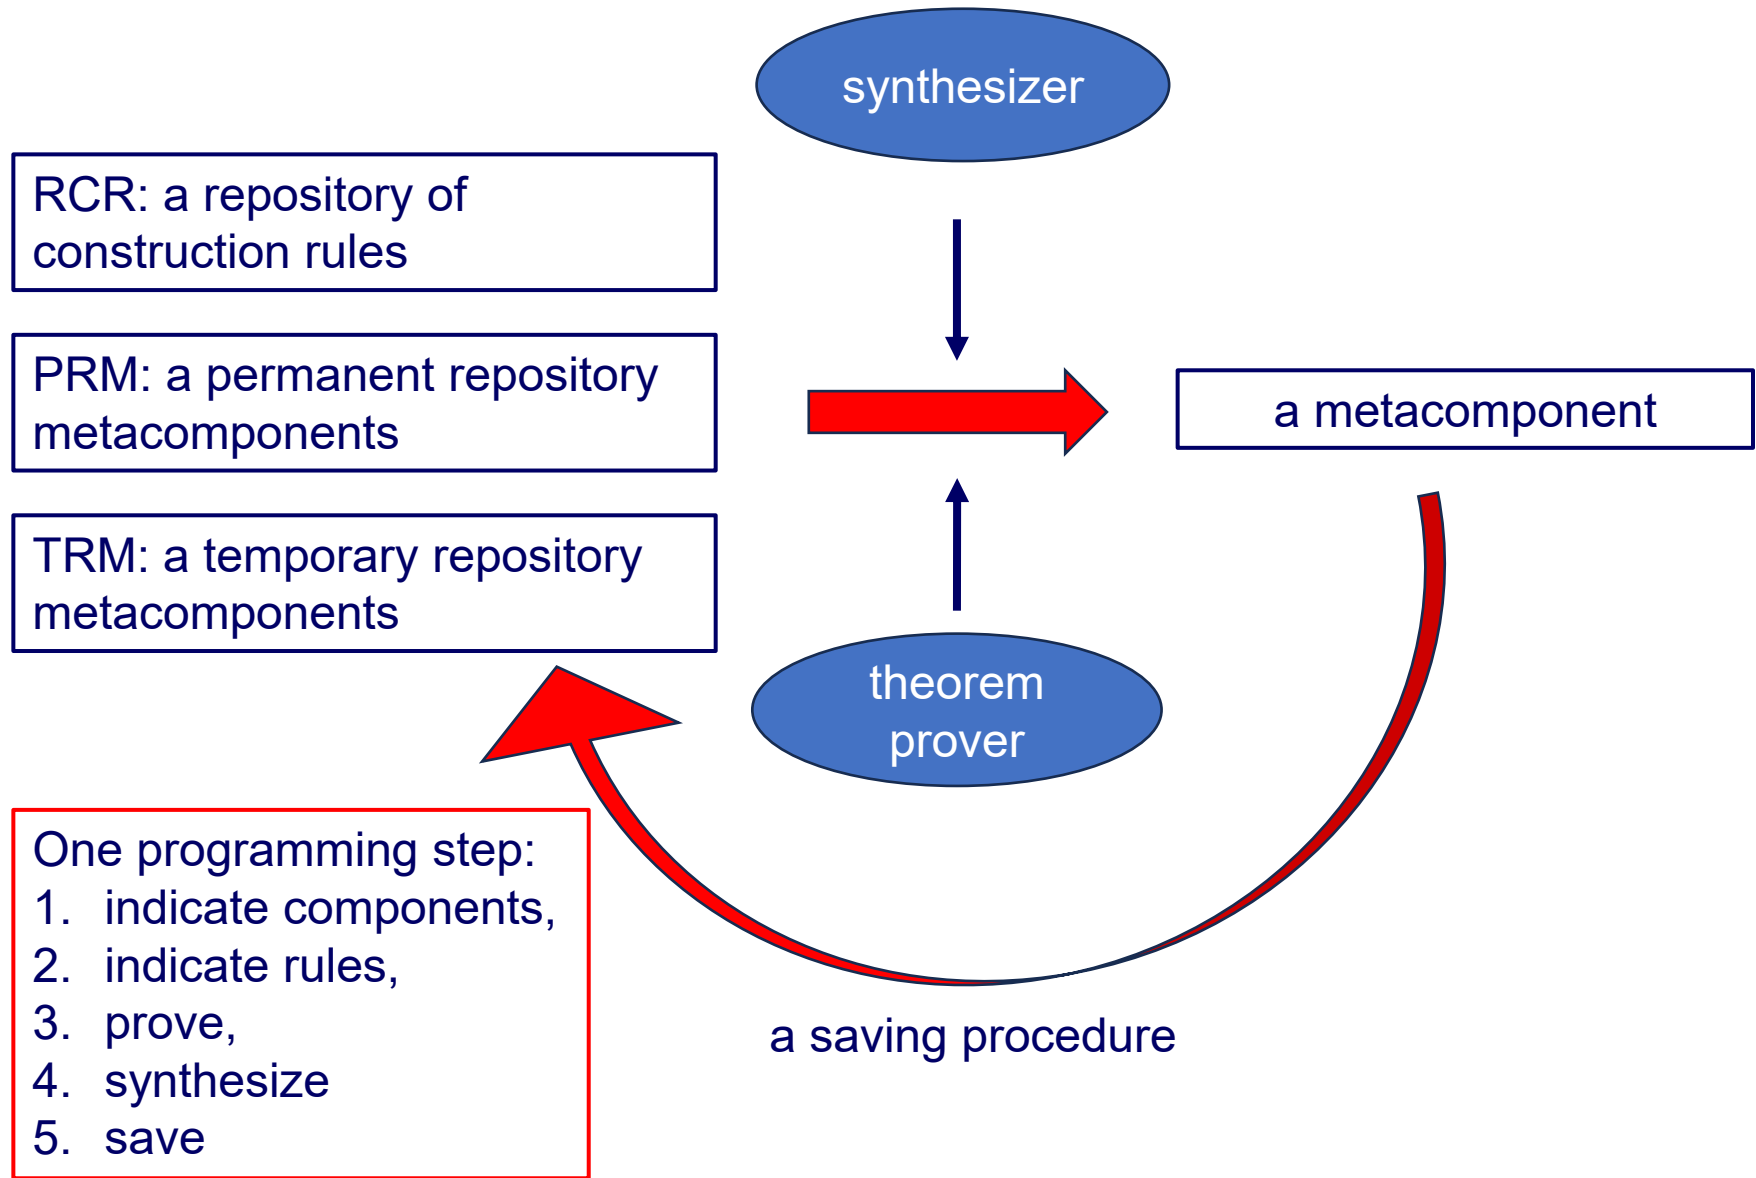 synthesizer
RCR: a repository of
construction rules
PRM: a permanent repository
metacomponents
a metacomponent
TRM: a temporary repository
metacomponents
theorem
prover
One programming step:
1. indicate components,
2. indicate rules,
3. prove,
4. synthesize
5. save
a saving procedure